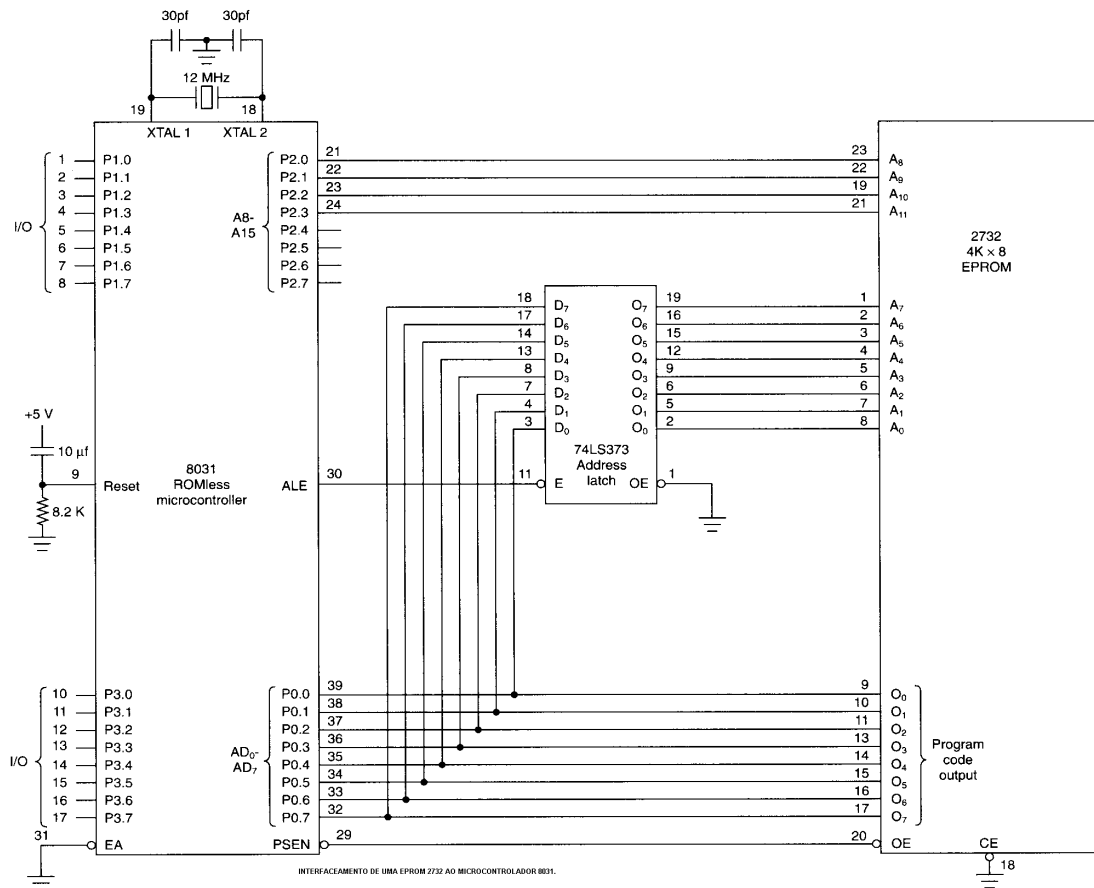 30pf 30pf
12 MHz
19 18
XTAL 1 XTAL 2
I/O
1 P1.0
2 P1.1
3 P1.2
4 P1.3
5 P1.4
6 P1.5
7 P1.6
8 P1.7
A8-
A15
P2.0 21
P2.1 22
P2.2 23
P2.3 24
P2.4
P2.5
P2.6
P2.7
23 A8
22 A9
19 A10
21 A11
2732
4K × 8
EPROM
18 D7 O7 19
17 D6 O6 16
14 D5 O5 15
13 D4 O4 12
8 D3 O3 9
7 D2 O2 6
4 D1 O1 5
3 D0 O0 2
74LS373
Address
latch
11 E OE 1
1 A7
2 A6
3 A5
4 A4
5 A3
6 A2
7 A1
8 A0
+5 V
10 µf
9 Reset
8.2 K
8031
ROMless
microcontroller
ALE 30
I/O
10 P3.0
11 P3.1
12 P3.2
13 P3.3
14 P3.4
15 P3.5
16 P3.6
17 P3.7
31 EA
AD0-
AD7
P0.0 39
P0.1 38
P0.2 37
P0.3 36
P0.4 35
P0.5 34
P0.6 33
P0.7 32
PSEN 29
9 O0
10 O1
11 O2
13 O3
14 O4
15 O5
16 O6
17 O7
Program
code
output
20 OE CE
18
INTERFACEAMENTO DE UMA EPROM 2732 AO MICROCONTROLADOR 8031.